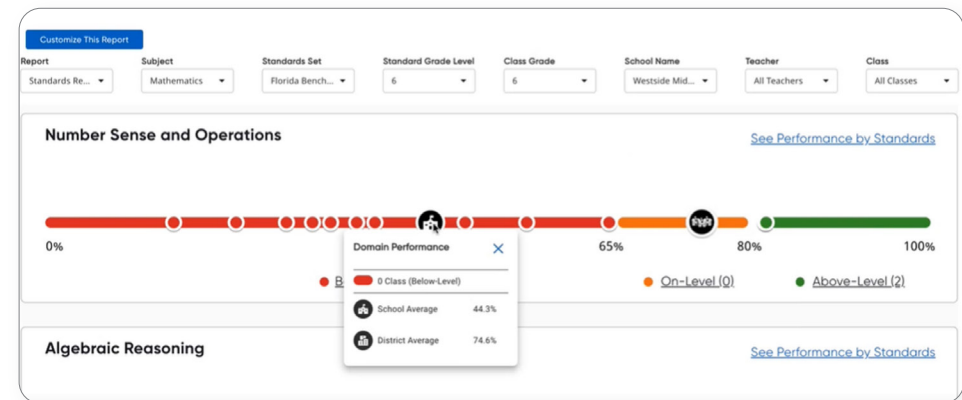 Customize This Report
Report Subject Standards Set Standard Grade Level Class Grade School Name Teacher Class
Standards Re... Mathematics Florida Bench... 6 6 Westside Mid... All Teachers All Classes
Number Sense and Operations
See Performance by Standards
0% 65% 80% 100%
Domain Performance
B
On-Level (0)
Above-Level (2)
0 Class (Below-Level)
School Average 44.3%
District Average 74.6%
Algebraic Reasoning
See Performance by Standards